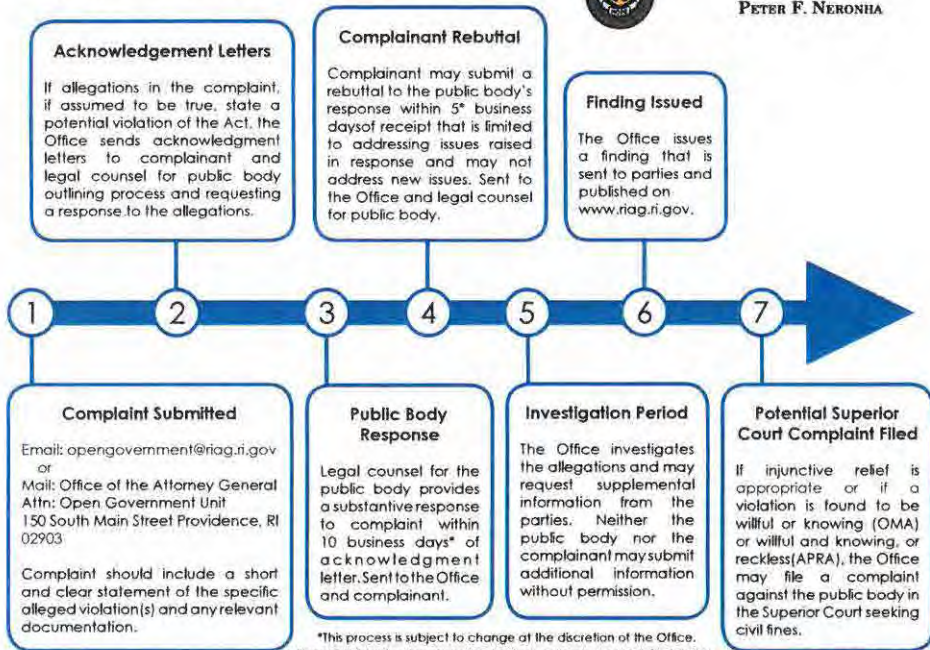 PETER F. NERONHA
Acknowledgement Letters
If allegations in the complaint,
if assumed to be true, state a
potential violation of the Act, the
Office sends acknowledgment
letters to complainant and
legal counsel for public body
outlining process and requesting
a response to the allegations.
Complainant Rebuttal
Complainant may submit a
rebuttal to the public body's
response within 5* business
daysof receipt that is limited
to addressing issues raised
in response and may not
address new issues. Sent to
the Office and legal counsel
for public body.
Finding Issued
The Office issues
a finding that is
sent to parties and
published on
www.riag.ri.gov.
1 2 3 4 5 6 7
Complaint Submitted
Email: opengovernment@riag.ri.gov
or
Mail: Office of the Attorney General
Attn: Open Government Unit
150 South Main Street Providence, RI
02903
Complaint should include a short
and clear statement of the specific
alleged violation(s) and any relevant
documentation.
Public Body
Response
Legal counsel for the
public body provides
a substantive response
to complaint within
10 business days* of
acknowledgment
letter. Sent to the Office
and complainant.
Investigation Period
The Office investigates
the allegations and may
request supplemental
information from the
parties. Neither the
public body nor the
complainant may submit
additional information
without permission.
Potential Superior
Court Complaint Filed
If injunctive relief is
appropriate or if a
violation is found to be
willful or knowing (OMA)
or willful and knowing, or
reckless(APRA), the Office
may file a complaint
against the public body in
the Superior Court seeking
civil fines.
*This process is subject to change at the discretion of the Office.